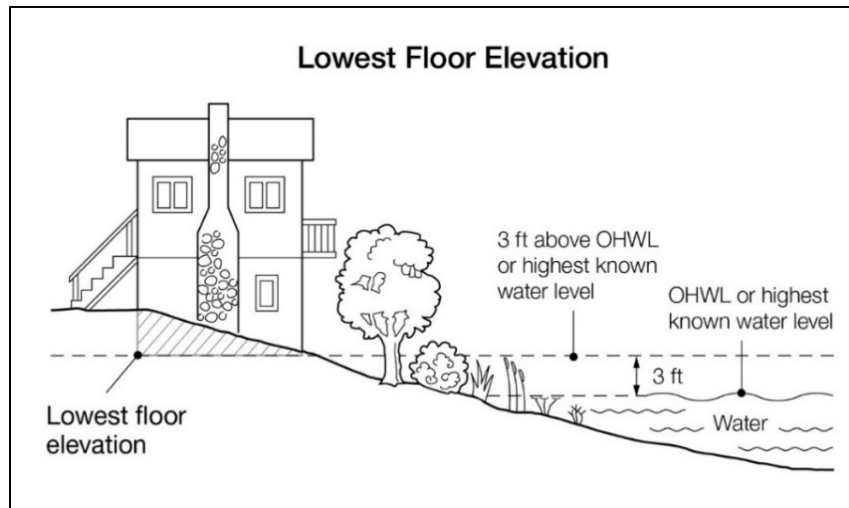 Lowest Floor Elevation
3 ft above OHWL
or highest known
water level
OHWL or highest
known water level
3 ft
Lowest floor
elevation
Water